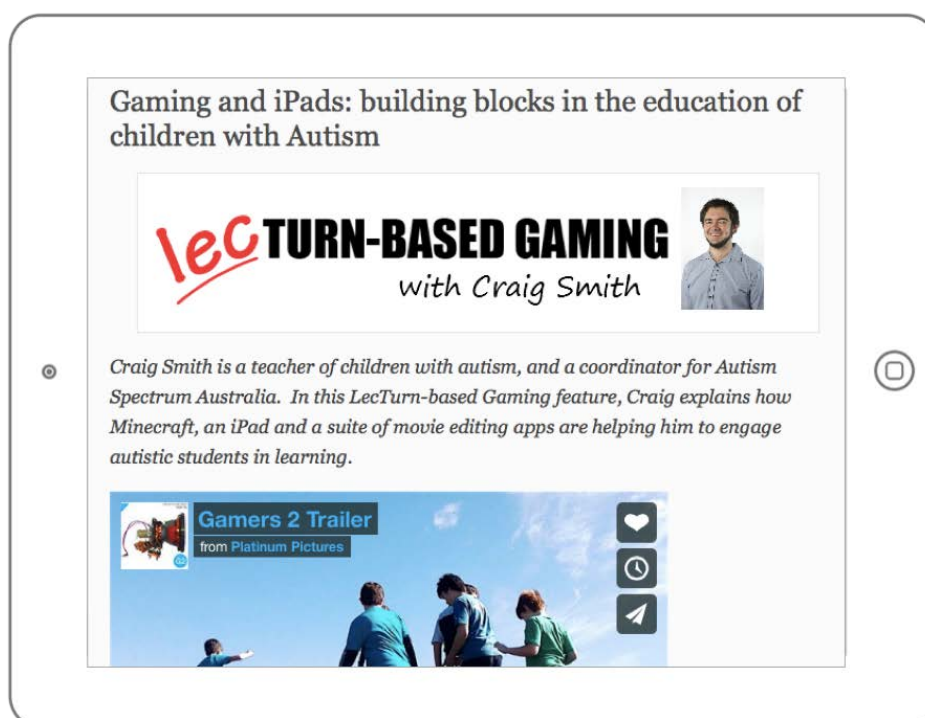 Gaming and iPads: building blocks in the education of
children with Autism
lecTURN-BASED GAMING
with Craig Smith
Craig Smith is a teacher of children with autism, and a coordinator for Autism
Spectrum Australia. In this LecTurn-based Gaming feature, Craig explains how
Minecraft, an iPad and a suite of movie editing apps are helping him to engage
autistic students in learning.
Gamers 2 Trailer
from Platinum Pictures